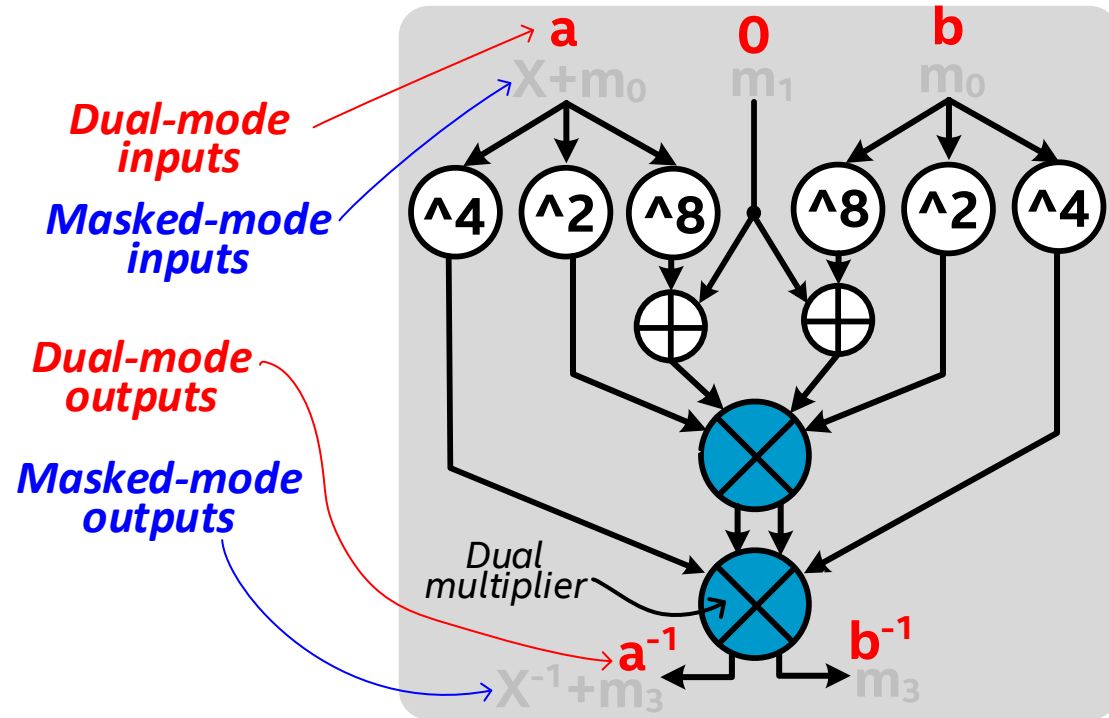 a 0 b
X+m₀ m₁ m₀
Dual-mode
inputs
^4 ^2 ^8 ^8 ^2 ^4
Masked-mode
inputs
Dual-mode
outputs
Masked-mode
outputs
Dual
multiplier
a⁻¹ b⁻¹
X⁻¹+m₃ m₃